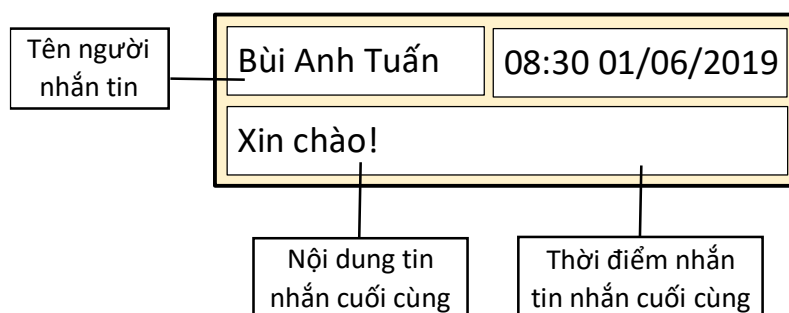 Tên người
nhắn tin
Bùi Anh Tuấn
08:30 01/06/2019
Xin chào!
Nội dung tin
nhắn cuối cùng
Thời điểm nhắn
tin nhắn cuối cùng